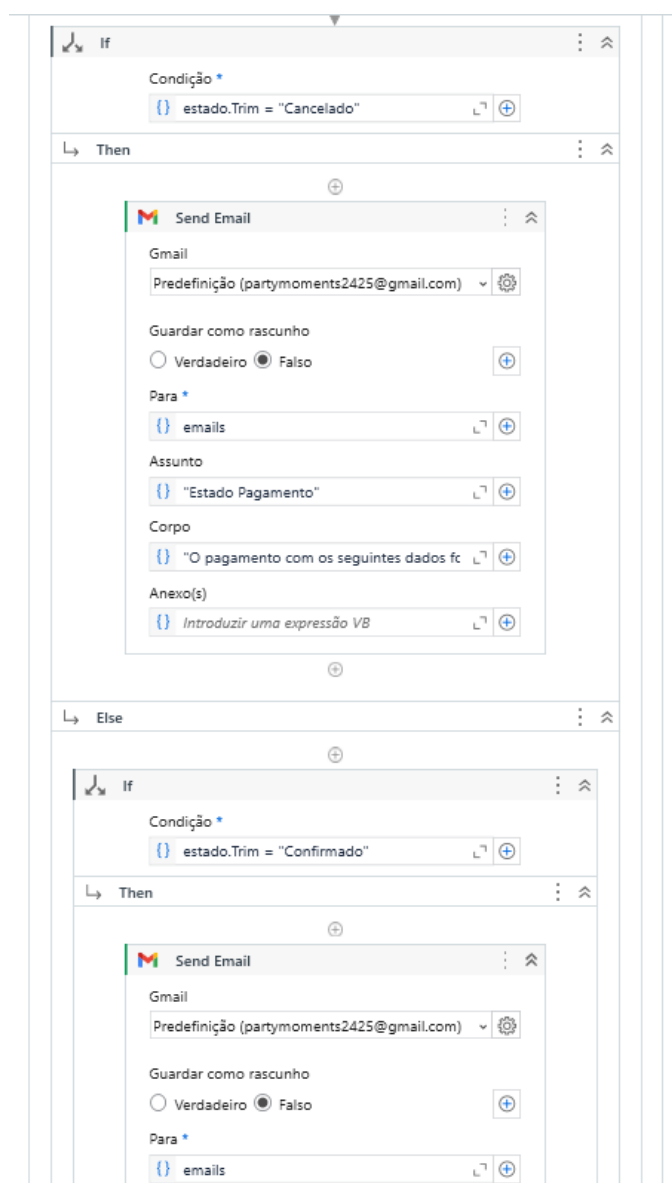 If
Condição *
{} estado.Trim = "Cancelado"
Then
Send Email
Gmail
Predefinição (partymoments2425@gmail.com)
Guardar como rascunho
Verdadeiro Falso
Para *
{} emails
Assunto
{} "Estado Pagamento"
Corpo
{} "O pagamento com os seguintes dados fo
Anexo(s)
{} Introduzir uma expressão VB
Else
If
Condição *
{} estado.Trim = "Confirmado"
Then
Send Email
Gmail
Predefinição (partymoments2425@gmail.com)
Guardar como rascunho
Verdadeiro Falso
Para *
{} emails